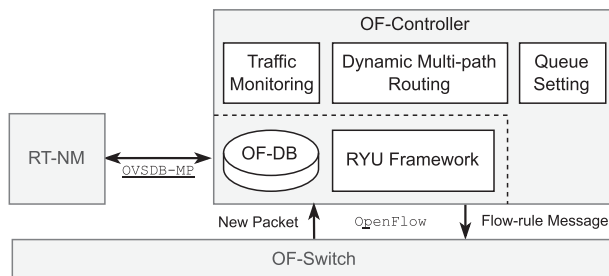 OF-Controller
Traffic
Monitoring
Dynamic Multi-path
Routing
Queue
Setting
RT-NM
OVSDB-MP
OF-DB
RYU Framework
New Packet
OpenFlow
Flow-rule Message
OF-Switch